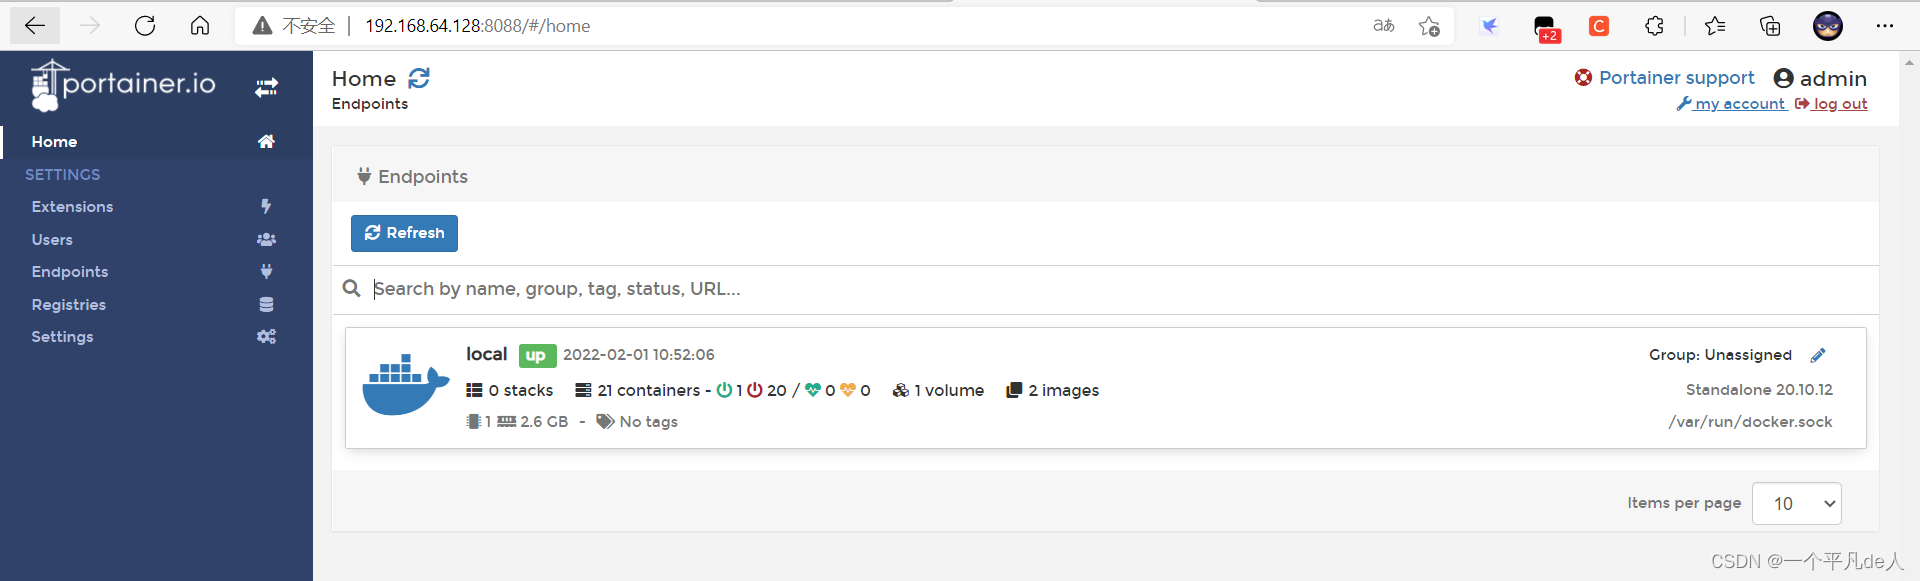 不安全 | 192.168.64.128:8088/#/home
aあ
+2
C
portainer.io
Home
Portainer support
admin
Endpoints
my account
log out
Home
SETTINGS
Extensions
Users
Endpoints
Registries
Settings
Endpoints
Refresh
Search by name, group, tag, status, URL...
local up 2022-02-01 10:52:06
Group: Unassigned
0 stacks 21 containers - 1 20 / 0 0 1 volume 2 images
Standalone 20.10.12
1 2.6 GB - No tags
/var/run/docker.sock
Items per page 10
CSDN @一个平凡de人